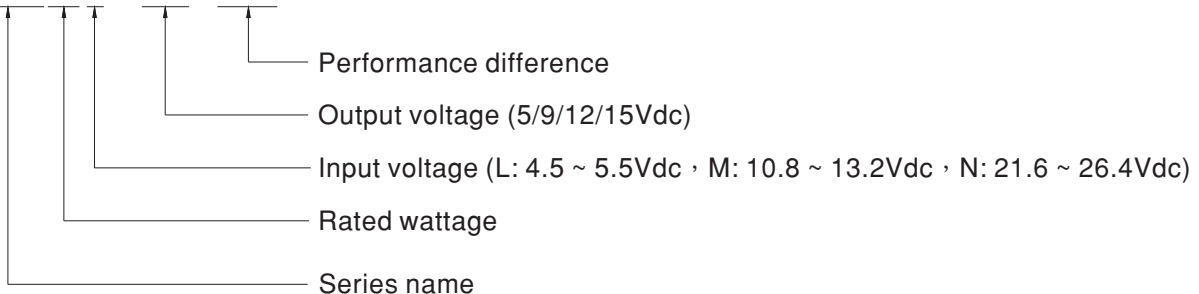 Performance difference
Output voltage (5/9/12/15Vdc)
Input voltage (L: 4.5 ~ 5.5Vdc，M: 10.8 ~ 13.2Vdc，N: 21.6 ~ 26.4Vdc)
Rated wattage
Series name